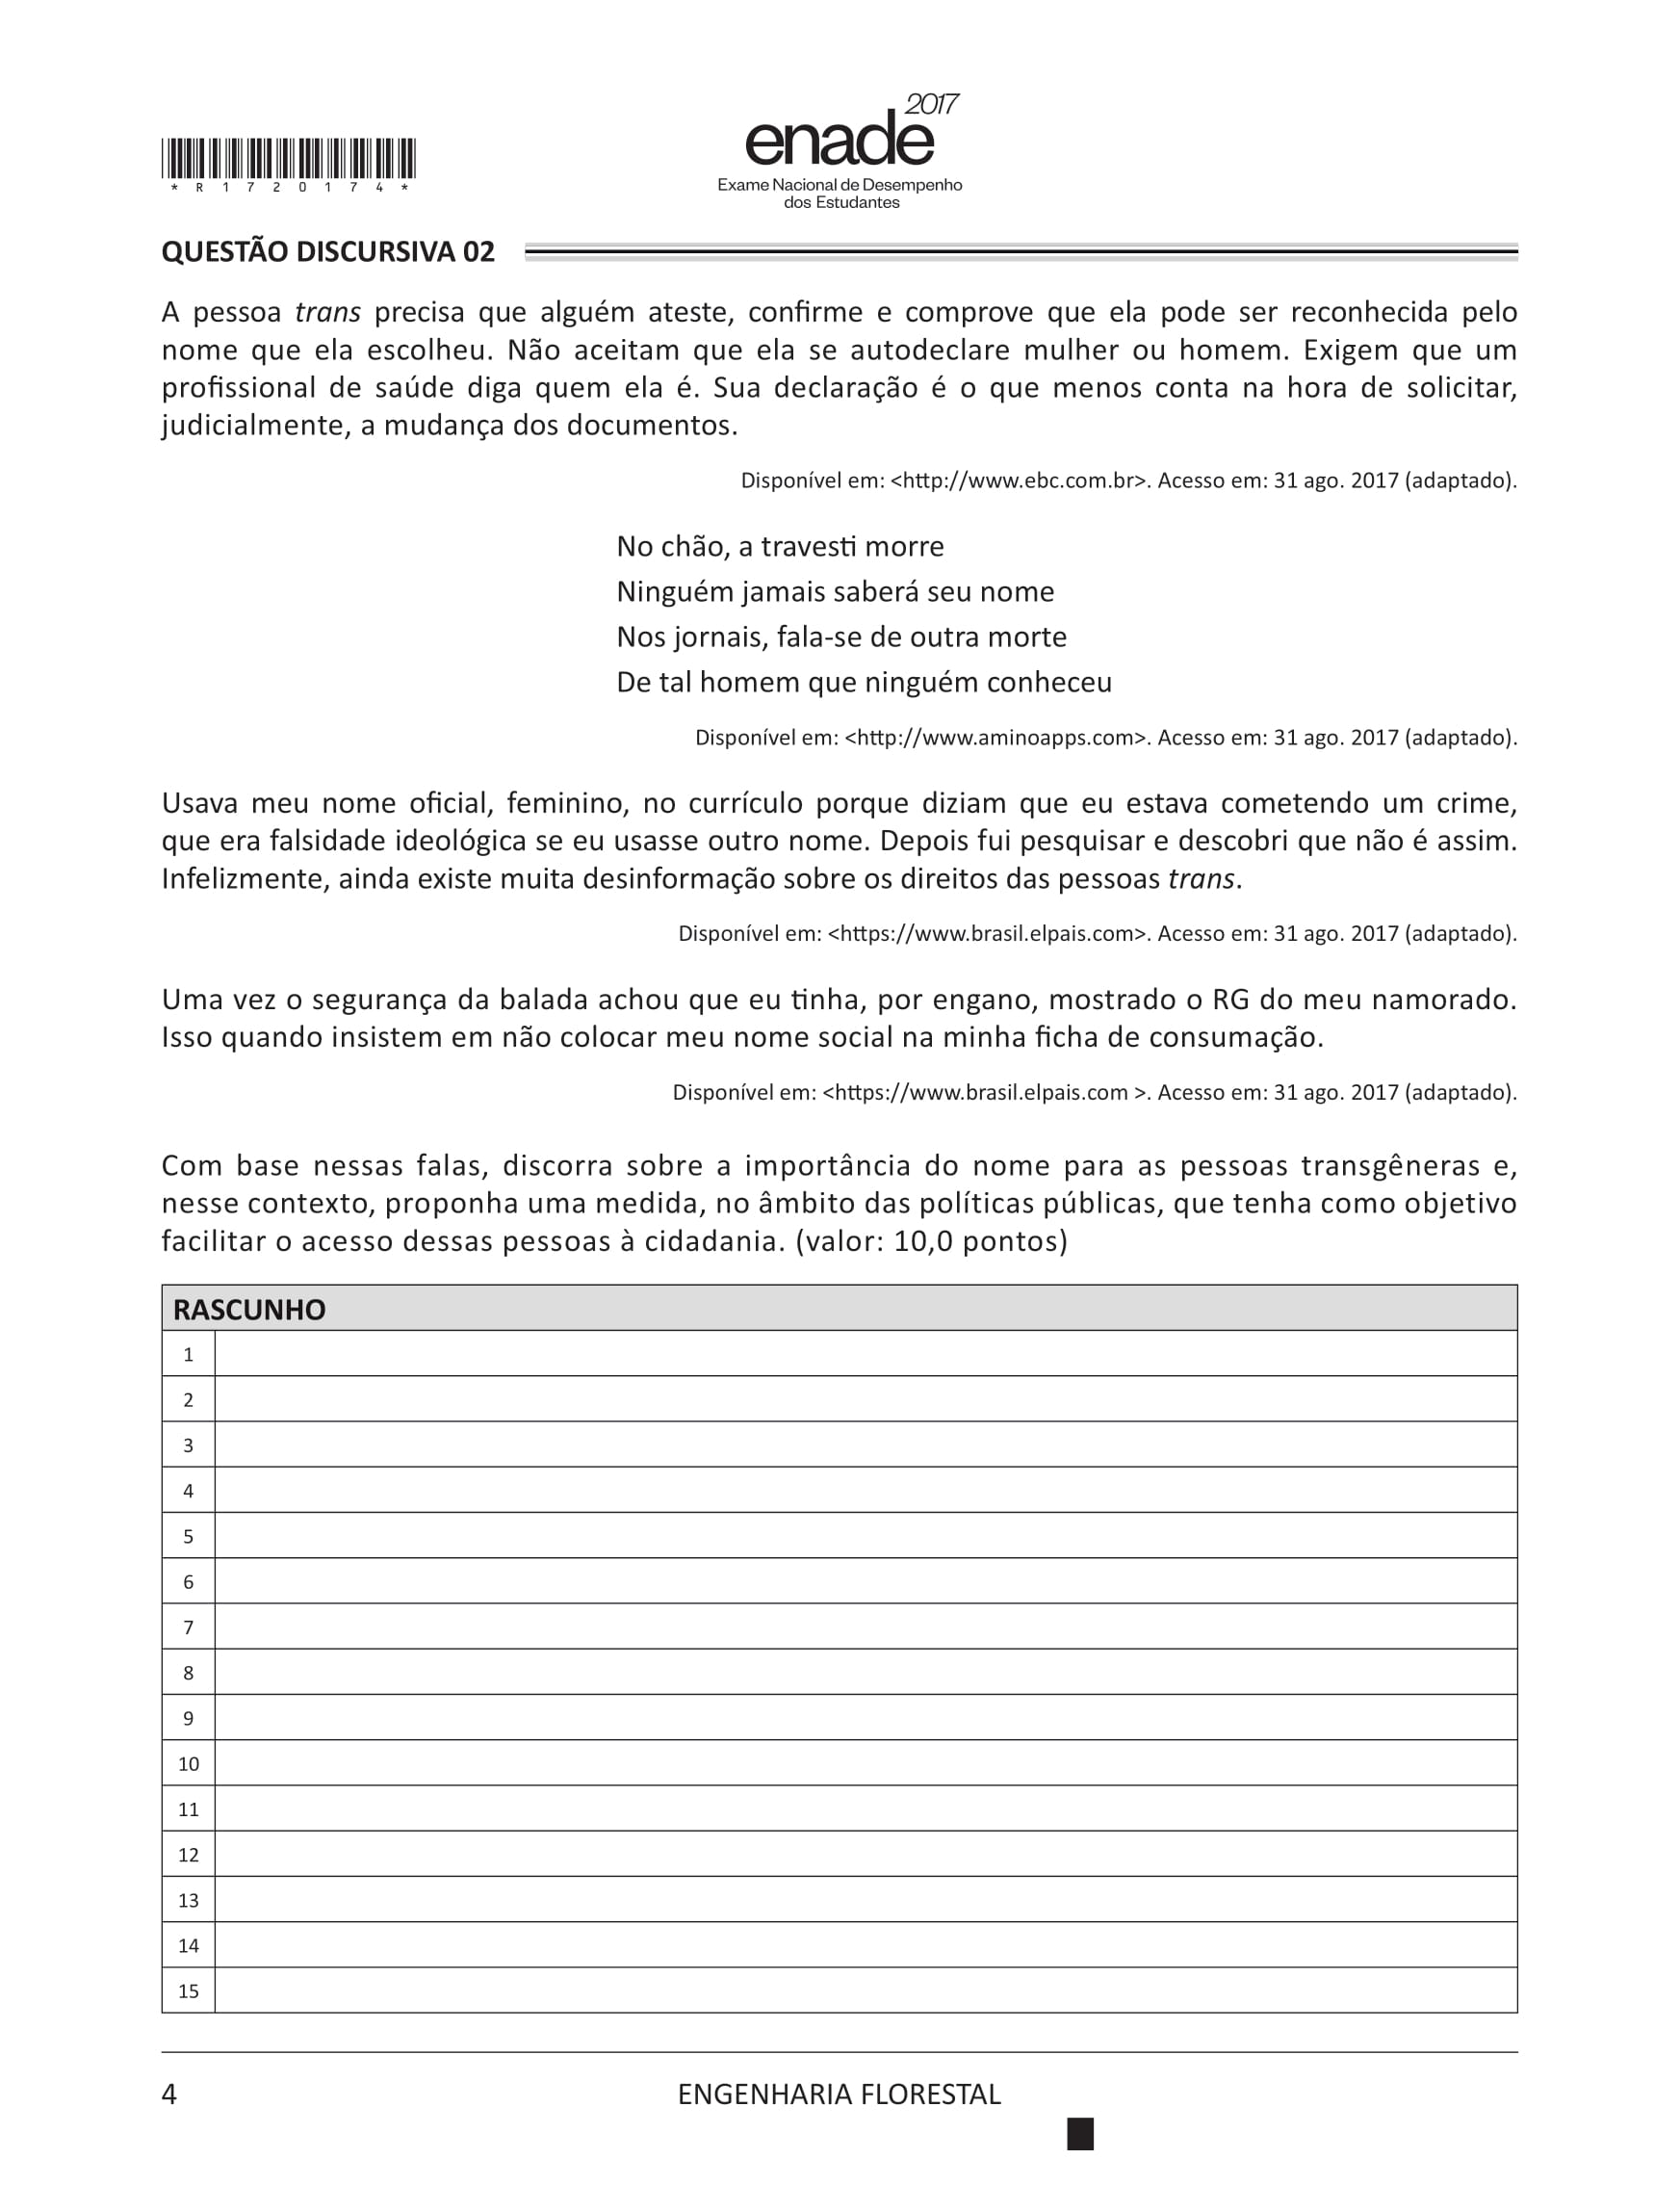 2017
enade
Exame Nacional de Desempenho
dos Estudantes
* R 1 7 2 0 1 7 4 *
QUESTÃO DISCURSIVA 02
A pessoa trans precisa que alguém ateste, confirme e comprove que ela pode ser reconhecida pelo
nome que ela escolheu. Não aceitam que ela se autodeclare mulher ou homem. Exigem que um
profissional de saúde diga quem ela é. Sua declaração é o que menos conta na hora de solicitar,
judicialmente, a mudança dos documentos.
Disponível em: <http://www.ebc.com.br>. Acesso em: 31 ago. 2017 (adaptado).
No chão, a travesti morre
Ninguém jamais saberá seu nome
Nos jornais, fala-se de outra morte
De tal homem que ninguém conheceu
Disponível em: <http://www.aminoapps.com>. Acesso em: 31 ago. 2017 (adaptado).
Usava meu nome oficial, feminino, no currículo porque diziam que eu estava cometendo um crime,
que era falsidade ideológica se eu usasse outro nome. Depois fui pesquisar e descobri que não é assim.
Infelizmente, ainda existe muita desinformação sobre os direitos das pessoas trans.
Disponível em: <https://www.brasil.elpais.com>. Acesso em: 31 ago. 2017 (adaptado).
Uma vez o segurança da balada achou que eu tinha, por engano, mostrado o RG do meu namorado.
Isso quando insistem em não colocar meu nome social na minha ficha de consumação.
Disponível em: <https://www.brasil.elpais.com >. Acesso em: 31 ago. 2017 (adaptado).
Com base nessas falas, discorra sobre a importância do nome para as pessoas transgêneras e,
nesse contexto, proponha uma medida, no âmbito das políticas públicas, que tenha como objetivo
facilitar o acesso dessas pessoas à cidadania. (valor: 10,0 pontos)
RASCUNHO
1
2
3
4
5
6
7
8
9
10
11
12
13
14
15
4
ENGENHARIA FLORESTAL